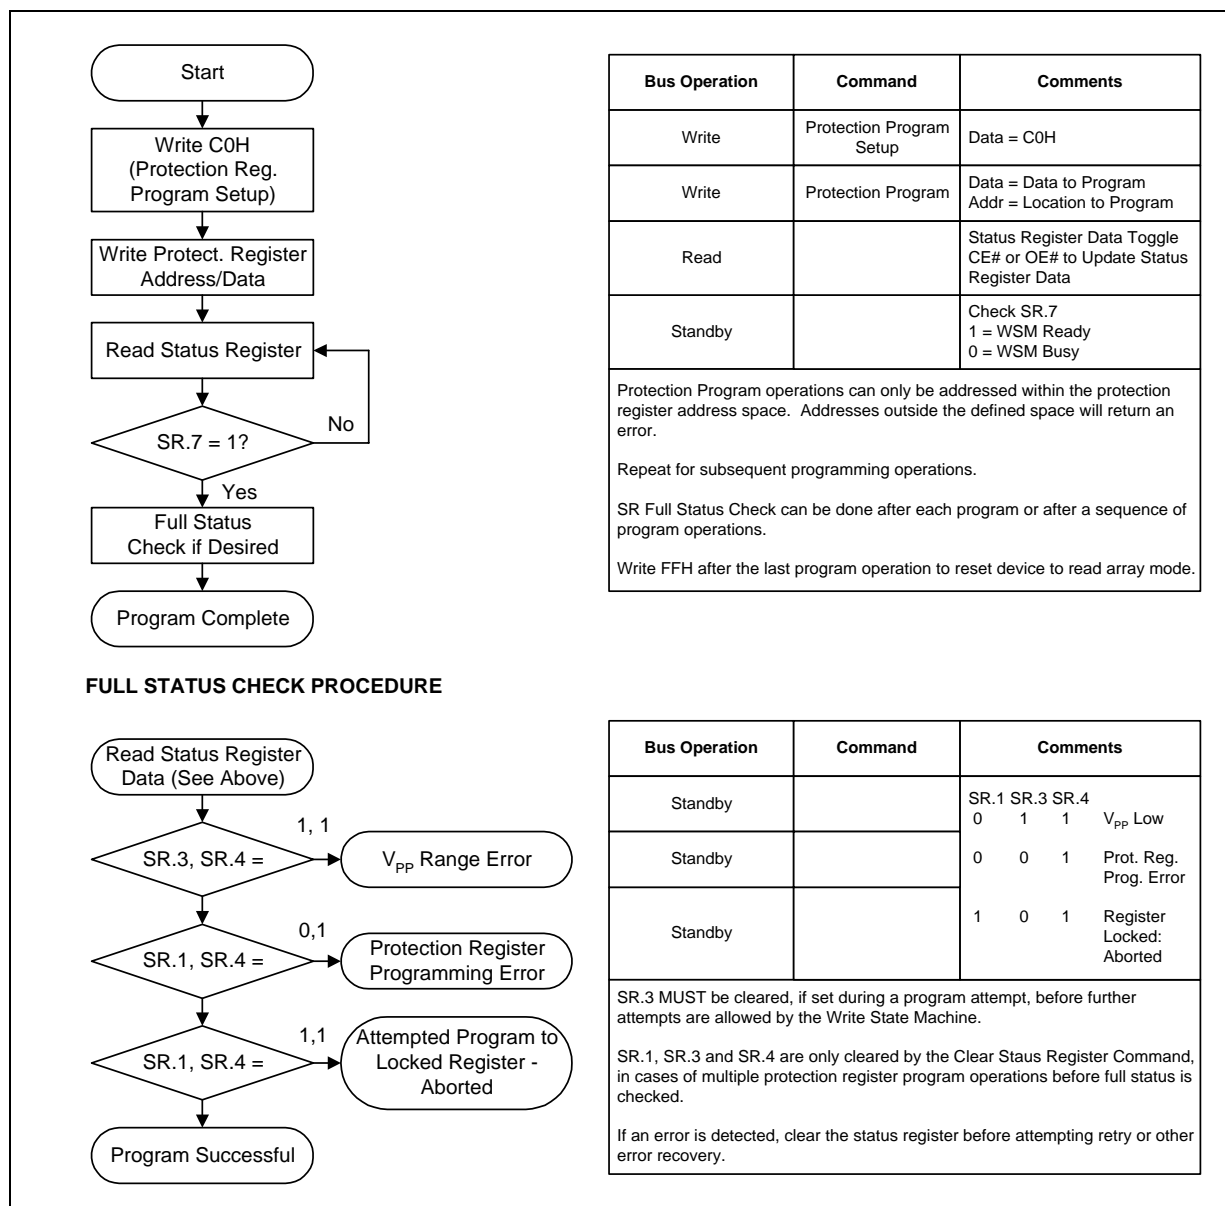 Start
Write C0H
(Protection Reg.
Program Setup)
Write Protect. Register
Address/Data
Read Status Register
No
SR.7 = 1?
Yes
Full Status
Check if Desired
Program Complete
Bus Operation Command Comments
Write Protection Program
Setup Data = C0H
Write Protection Program Data = Data to Program
Addr = Location to Program
Read Status Register Data Toggle
CE# or OE# to Update Status
Register Data
Standby Check SR.7
1 = WSM Ready
0 = WSM Busy
Protection Program operations can only be addressed within the protection
register address space. Addresses outside the defined space will return an
error.
Repeat for subsequent programming operations.
SR Full Status Check can be done after each program or after a sequence of
program operations.
Write FFH after the last program operation to reset device to read array mode.
FULL STATUS CHECK PROCEDURE
Read Status Register
Data (See Above)
1, 1
SR.3, SR.4 =
VPP Range Error
0,1
SR.1, SR.4 =
Protection Register
Programming Error
1,1
SR.1, SR.4 =
Attempted Program to
Locked Register -
Aborted
Program Successful
Bus Operation Command Comments
SR.1 SR.3 SR.4
Standby 0 1 1 VPP Low
Standby 0 0 1 Prot. Reg.
Prog. Error
Standby 1 0 1 Register
Locked:
Aborted
SR.3 MUST be cleared, if set during a program attempt, before further
attempts are allowed by the Write State Machine.
SR.1, SR.3 and SR.4 are only cleared by the Clear Staus Register Command,
in cases of multiple protection register program operations before full status is
checked.
If an error is detected, clear the status register before attempting retry or other
error recovery.